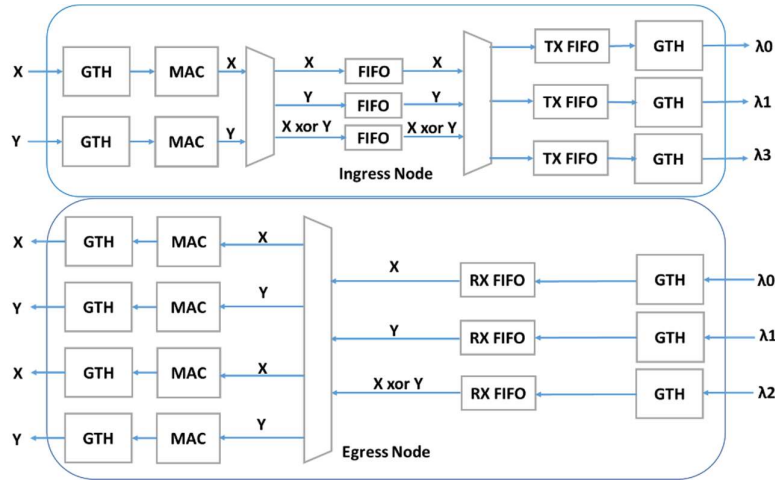 X GTH MAC X X FIFO X TX FIFO GTH λ0
Y FIFO Y TX FIFO GTH λ1
Y GTH MAC Y X xor Y FIFO X xor Y
TX FIFO GTH λ3
Ingress Node
X GTH MAC X
X RX FIFO GTH λ0
Y GTH MAC Y
Y RX FIFO GTH λ1
X GTH MAC X
X xor Y RX FIFO GTH λ2
Y GTH MAC Y
Egress Node